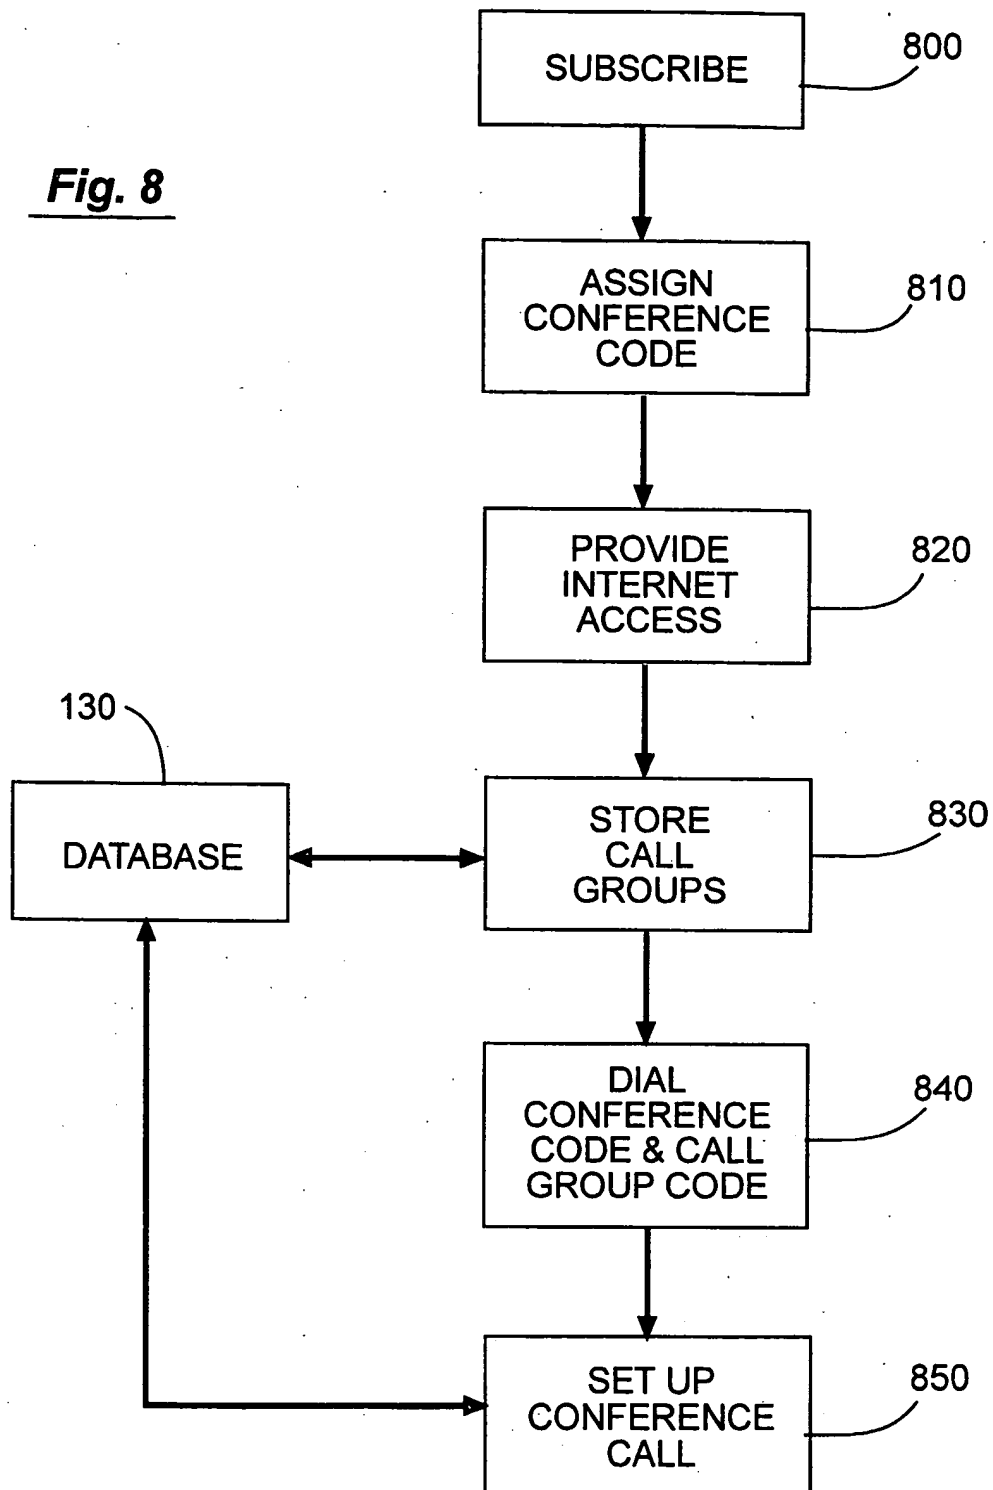 SUBSCRIBE
800
Fig. 8
ASSIGN
CONFERENCE
CODE
810
PROVIDE
INTERNET
ACCESS
820
130
DATABASE
STORE
CALL
GROUPS
830
DIAL
CONFERENCE
CODE & CALL
GROUP CODE
840
SET UP
CONFERENCE
CALL
850